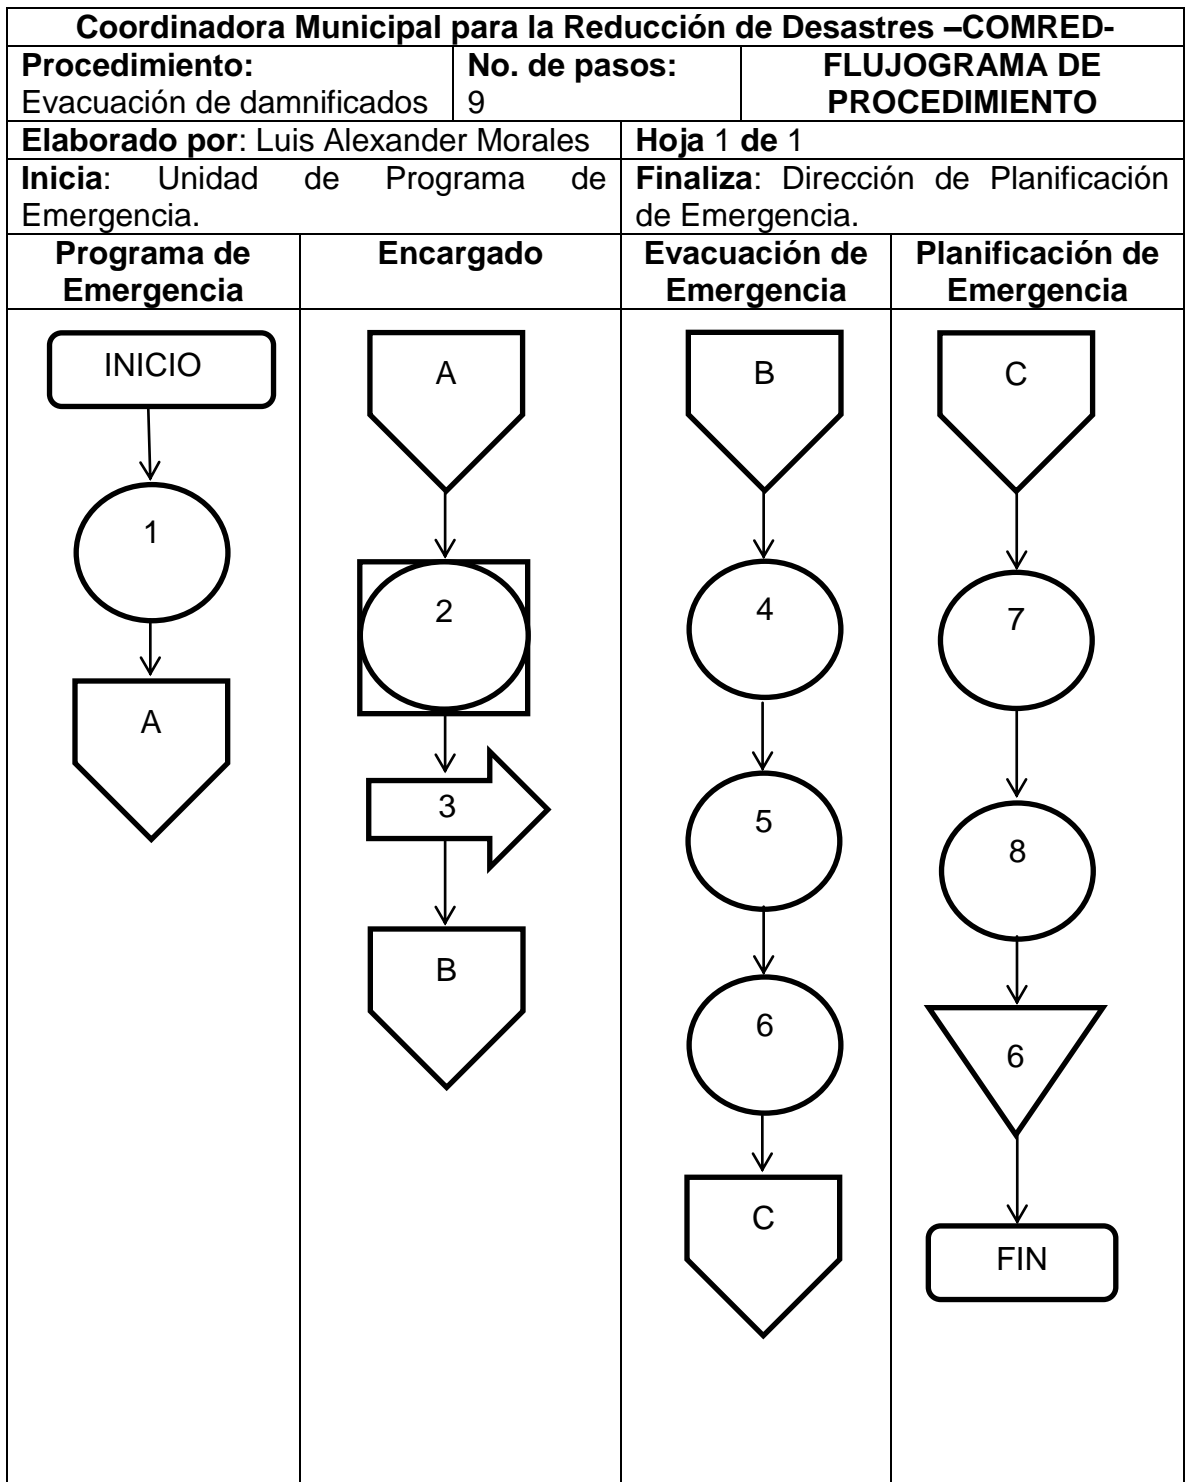 Coordinadora Municipal para la Reducción de Desastres –COMRED-
Procedimiento:
Evacuación de damnificados
No. de pasos:
9
FLUJOGRAMA DE
PROCEDIMIENTO
Elaborado por: Luis Alexander Morales
Hoja 1 de 1
Inicia: Unidad de Programa de
Emergencia.
Finaliza: Dirección de Planificación
de Emergencia.
Programa de
Emergencia
Encargado
Evacuación de
Emergencia
Planificación de
Emergencia
INICIO
1
A
A
2
3
B
B
4
5
6
C
C
7
8
6
FIN